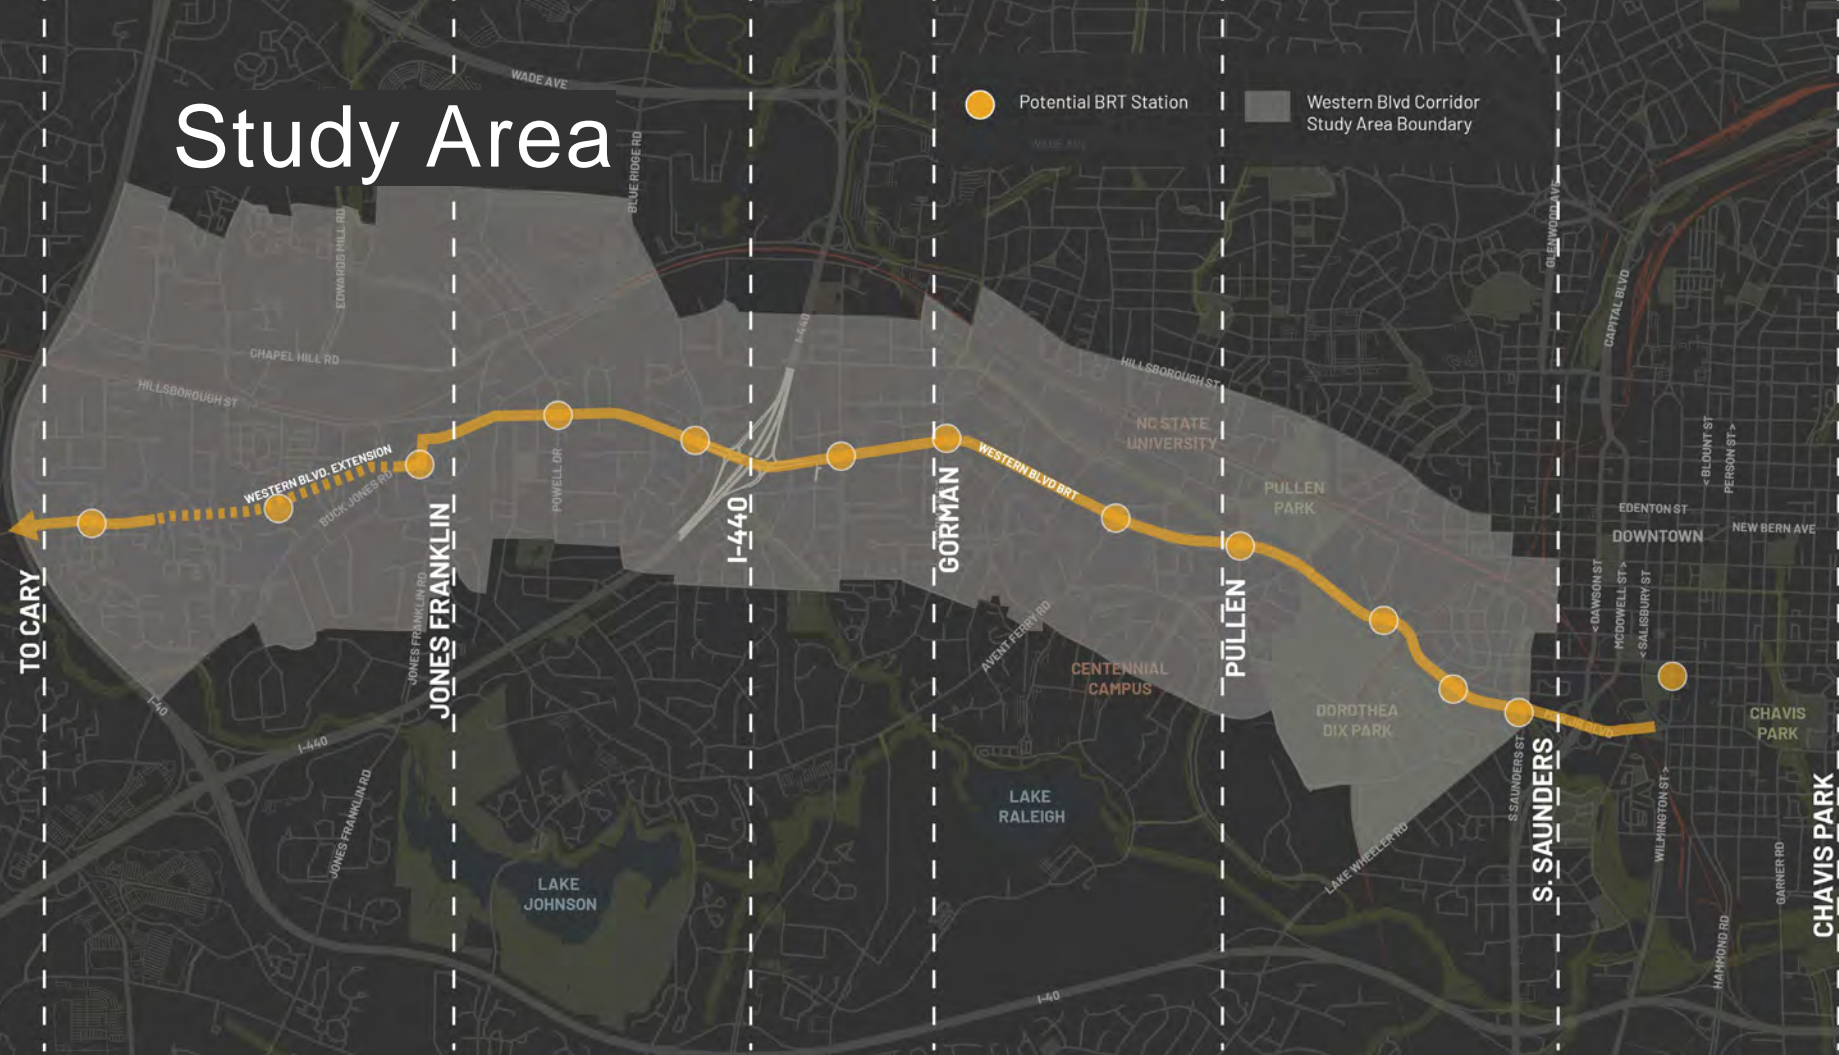 WADE AVE
Study Area
Potential BRT Station
Western Blvd Corridor
Study Area Boundary
WADE AVE
BLUE RIDGE RD
EDWARDS MILL RD
GLENWOOD AVE
CAPITAL BLVD
I-440
CHAPEL HILL RD
HILLSBOROUGH ST
HILLSBOROUGH ST
NC STATE
UNIVERSITY
WESTERN BLVD. EXTENSION
BUCK JONES RD
POWELL DR
WESTERN BLVD BRT
PULLEN
PARK
< BLOUNT ST
PERSON ST >
EDENTON ST
NEW BERN AVE
DOWNTOWN
TO CARY
JONES FRANKLIN
I-440
GORMAN
PULLEN
S. SAUNDERS
CHAVIS PARK
JONES FRANKLIN RD
AVENT FERRY RD
< DAWSON ST
MCDOWELL ST >
< SALISBURY ST
CENTENNIAL
CAMPUS
DOROTHEA
DIX PARK
CHAVIS
PARK
I-40
I-440
JONES FRANKLIN RD
LAKE
RALEIGH
LAKE
JOHNSON
S SAUNDERS ST
LAKE WHEELER RD
WILMINGTON ST >
GARNER RD
HAMMOND RD
I-40